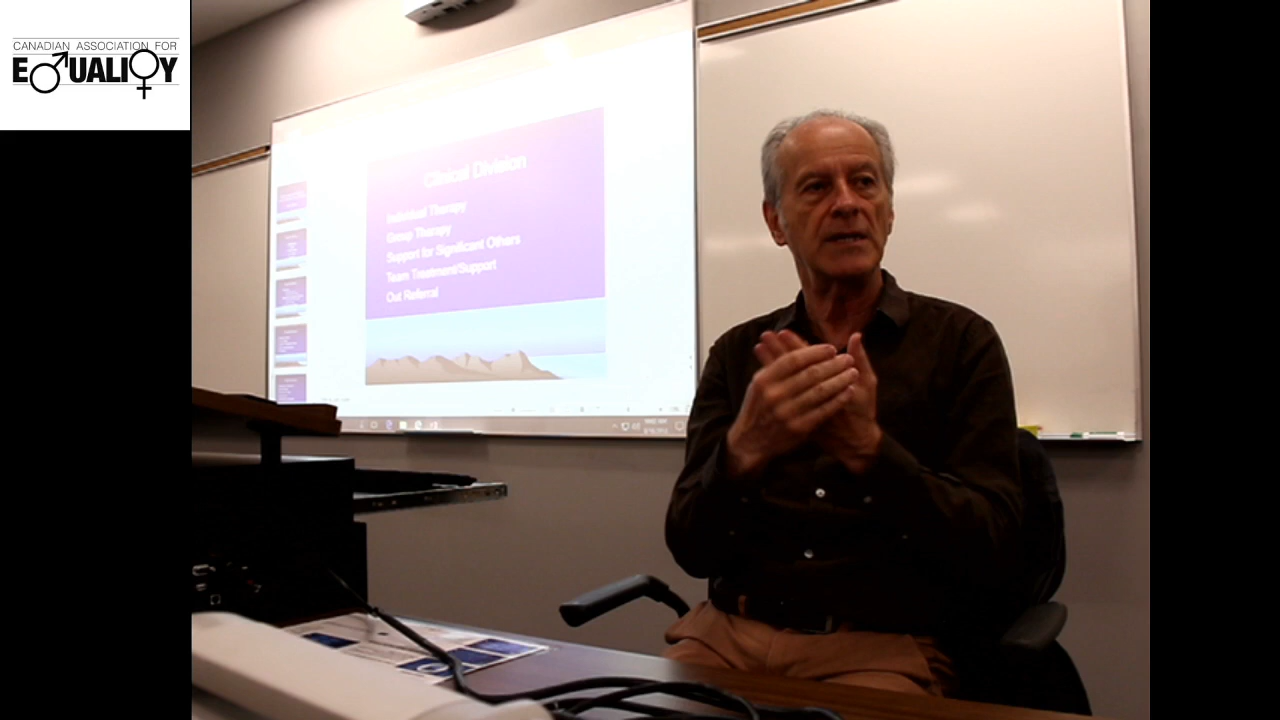 CANADIAN ASSOCIATION FOR
EQUALITY
Clinical Division
Individual Therapy
Group Therapy
Support for Significant Others
Team Treatment/Support
Out Referral